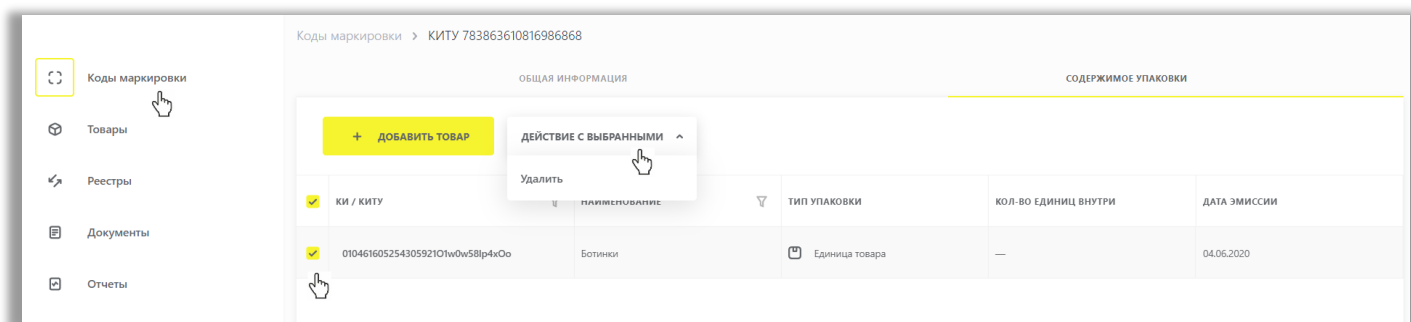 Коды маркировки > КИТУ 783863610816986868
Коды маркировки
Товары
Реестры
Документы
Отчеты
ОБЩАЯ ИНФОРМАЦИЯ
СОДЕРЖИМОЕ УПАКОВКИ
+ ДОБАВИТЬ ТОВАР
ДЕЙСТВИЕ С ВЫБРАННЫМИ
Удалить
КИ / КИТУ
НАИМЕНОВАНИЕ
ТИП УПАКОВКИ
КОЛ-ВО ЕДИНИЦ ВНУТРИ
ДАТА ЭМИССИИ
010461605254305921O1w0w58Ip4xOo
Ботинки
Единица товара
—
04.06.2020